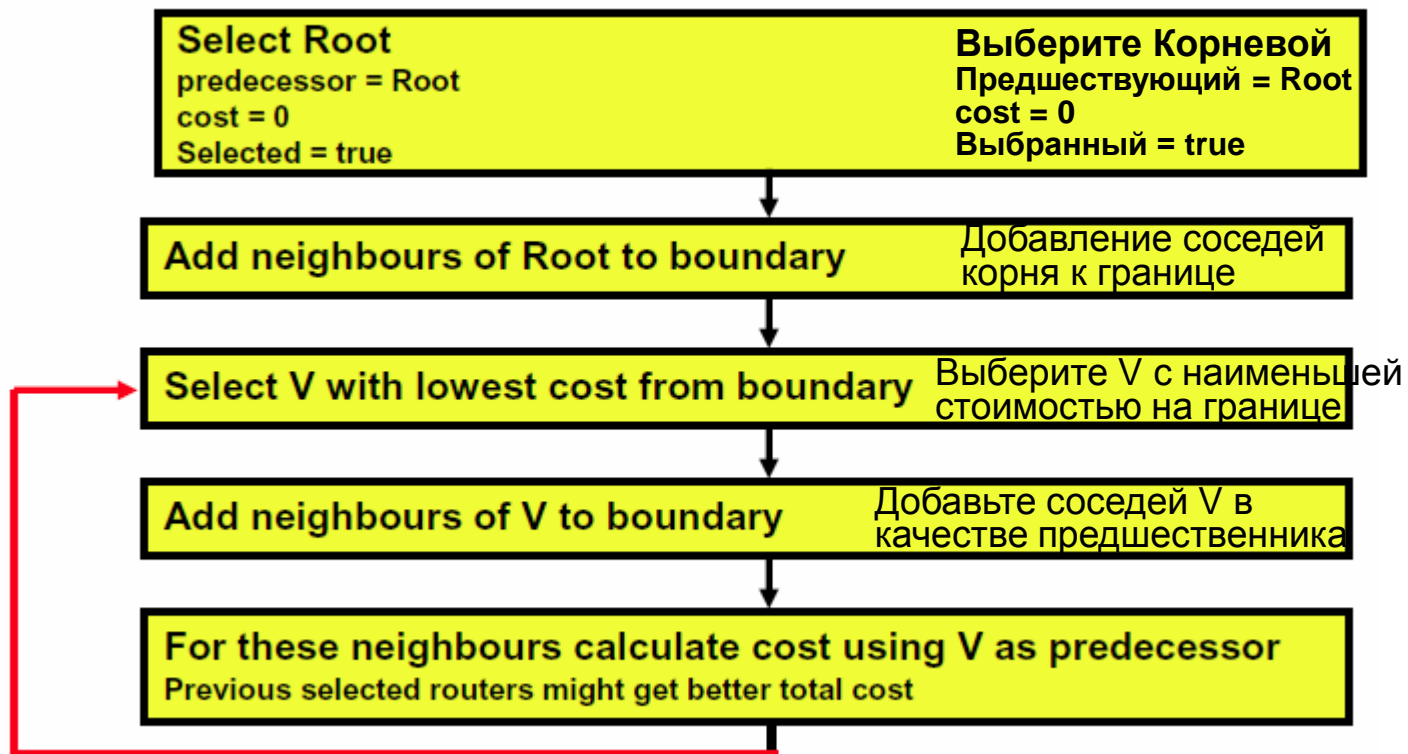 Select Root
predecessor = Root
cost = 0
Selected = true
Выберите Корневой
Предшествующий = Root
cost = 0
Выбранный = true
Add neighbours of Root to boundary
Добавление соседей
корня к границе
Select V with lowest cost from boundary
Выберите V с наименьшей
стоимостью на границе
Add neighbours of V to boundary
Добавьте соседей V в
качестве предшественника
For these neighbours calculate cost using V as predecessor
Previous selected routers might get better total cost